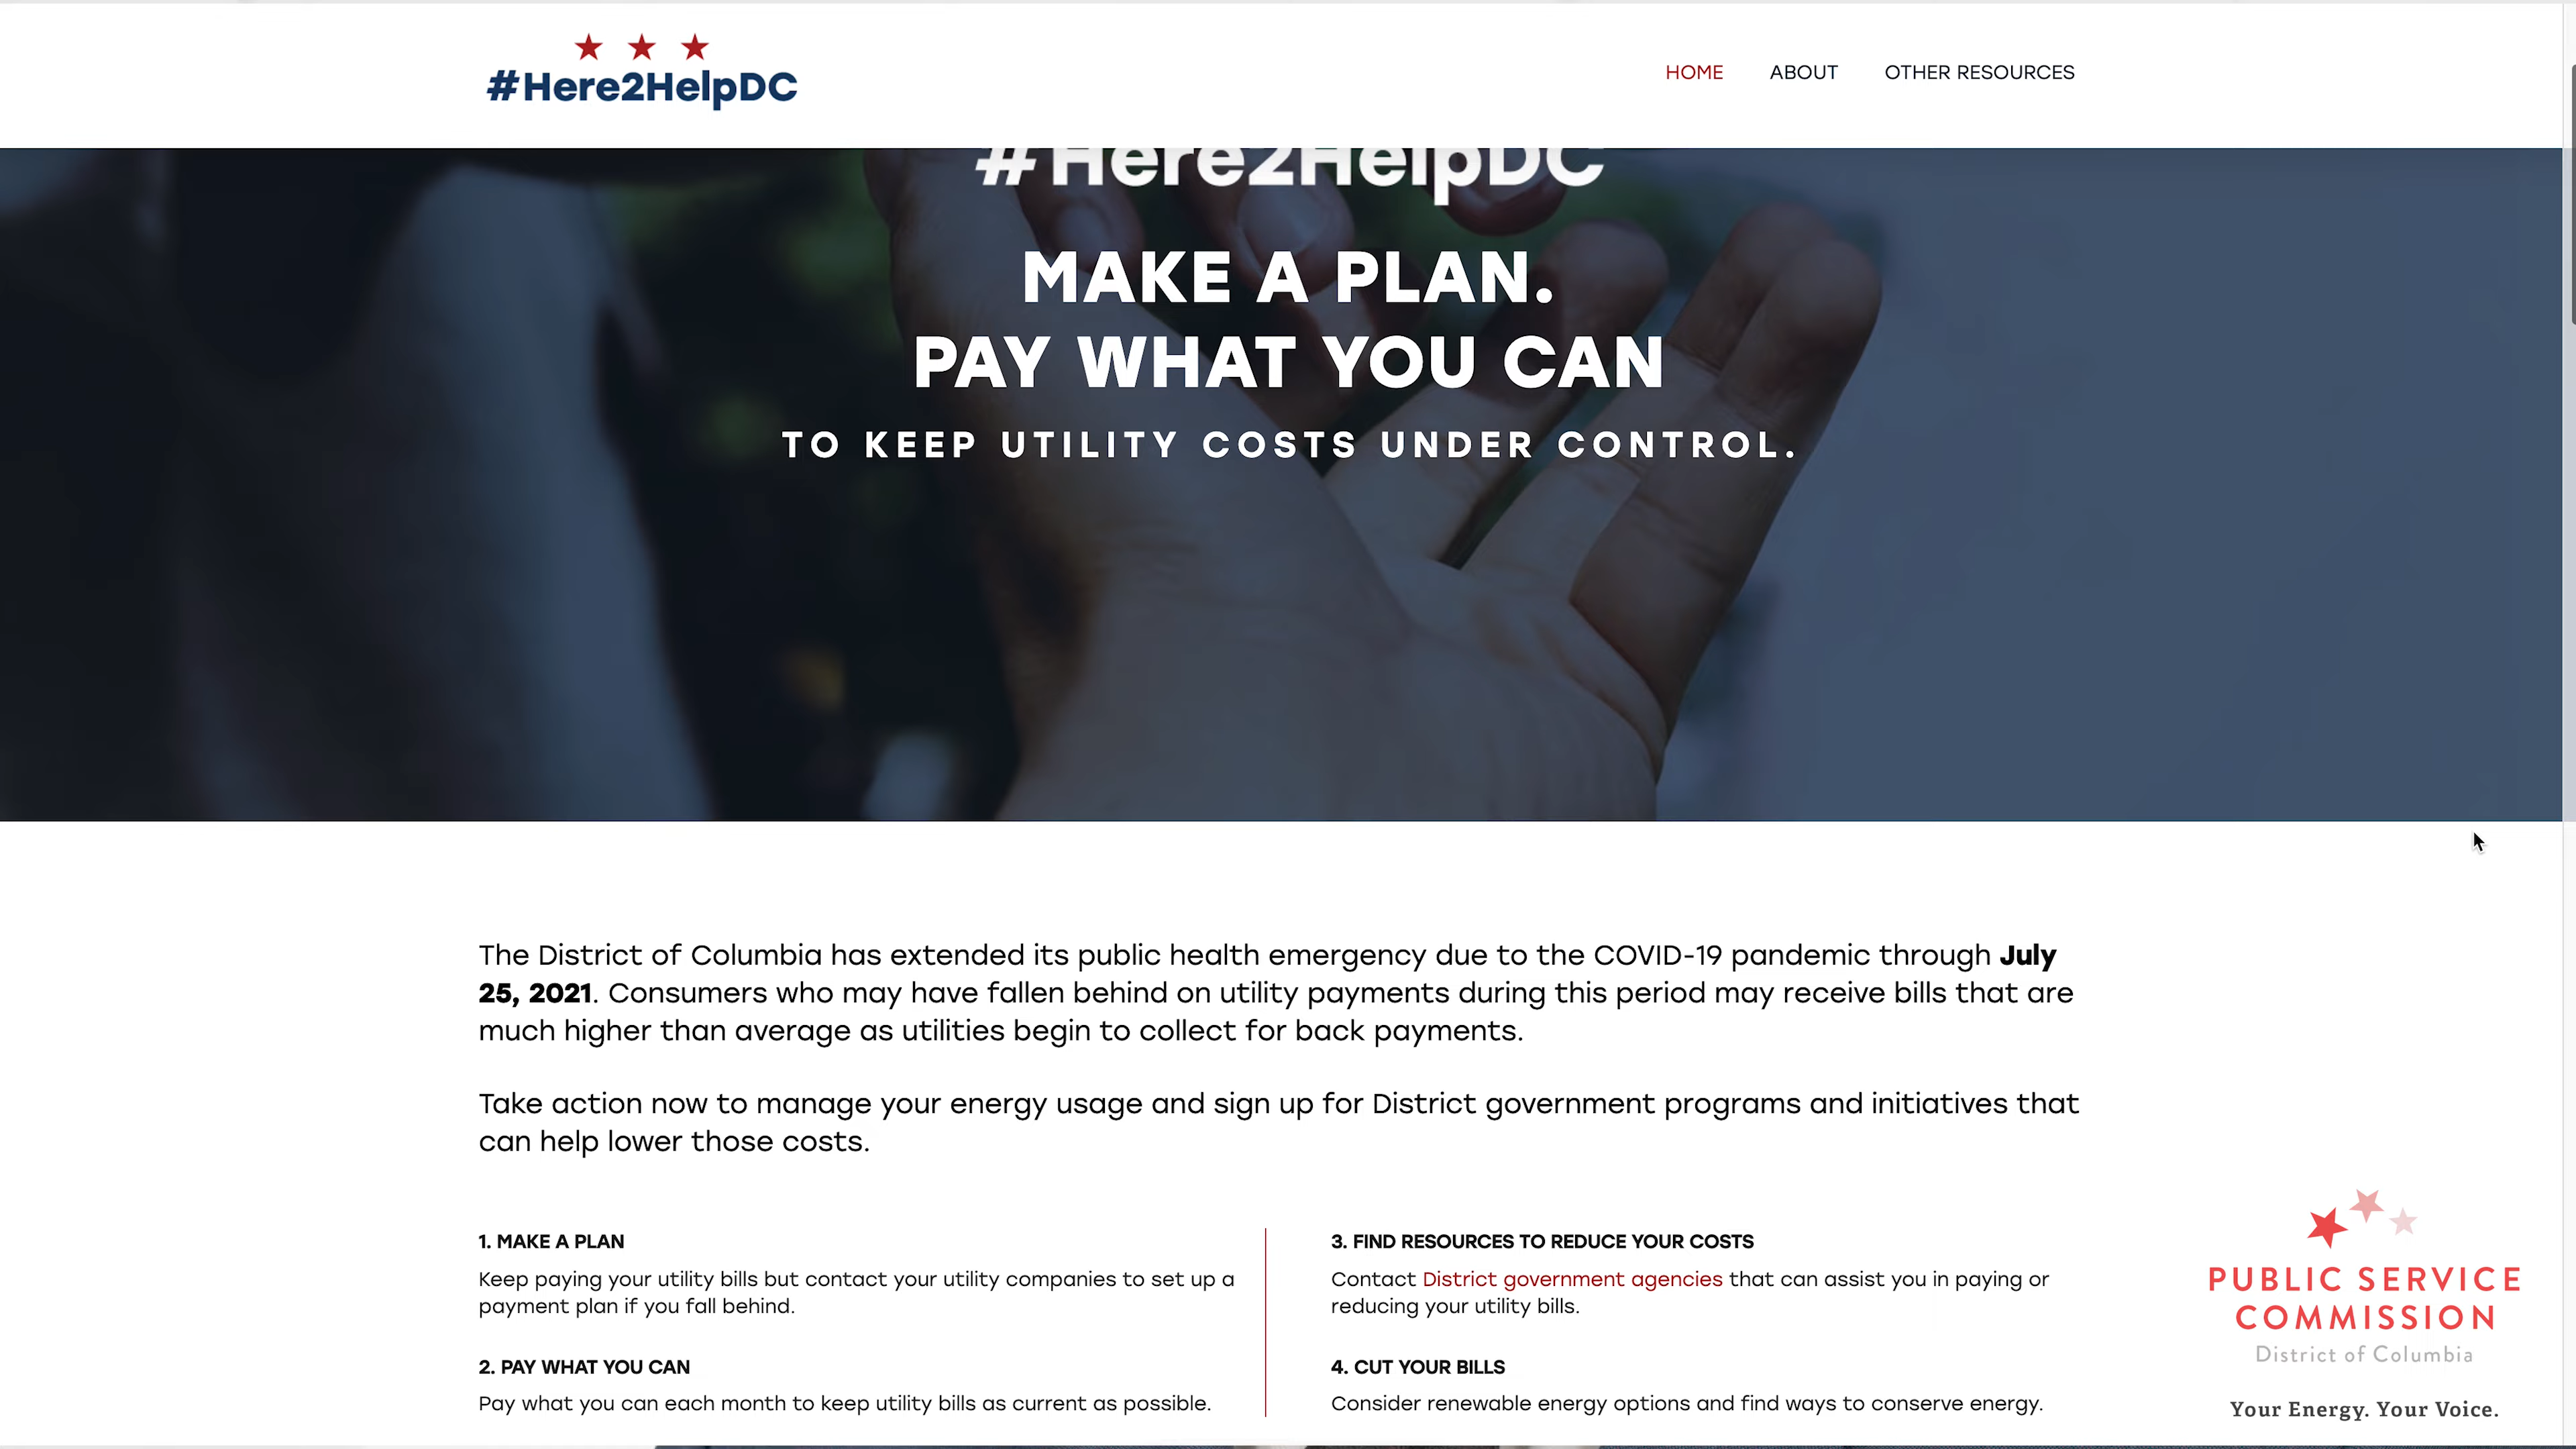 #Here2HelpDC
HOME ABOUT OTHER RESOURCES
#Here2HelpDC
MAKE A PLAN.
PAY WHAT YOU CAN
TO KEEP UTILITY COSTS UNDER CONTROL.
The District of Columbia has extended its public health emergency due to the COVID-19 pandemic through July
25, 2021. Consumers who may have fallen behind on utility payments during this period may receive bills that are
much higher than average as utilities begin to collect for back payments.
Take action now to manage your energy usage and sign up for District government programs and initiatives that
can help lower those costs.
1. MAKE A PLAN
Keep paying your utility bills but contact your utility companies to set up a
payment plan if you fall behind.
2. PAY WHAT YOU CAN
Pay what you can each month to keep utility bills as current as possible.
3. FIND RESOURCES TO REDUCE YOUR COSTS
Contact District government agencies that can assist you in paying or
reducing your utility bills.
4. CUT YOUR BILLS
Consider renewable energy options and find ways to conserve energy.
PUBLIC SERVICE
COMMISSION
District of Columbia
Your Energy. Your Voice.